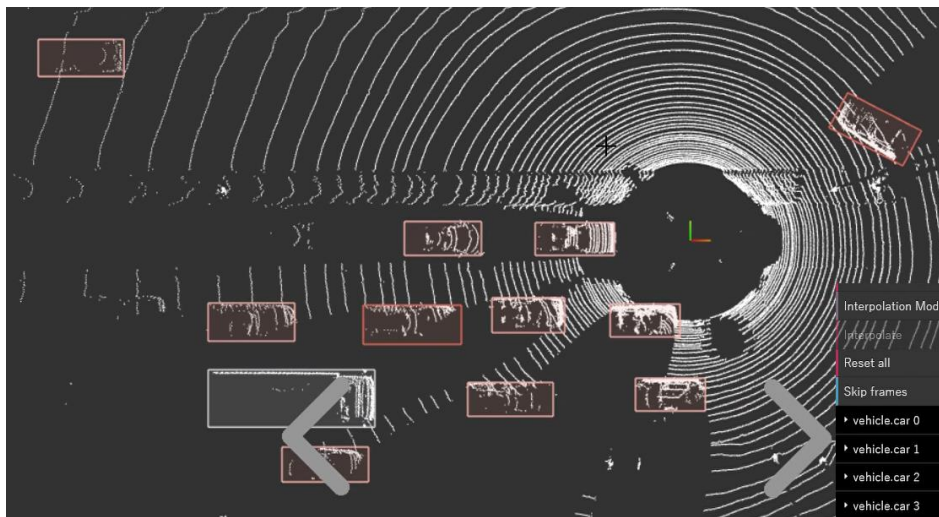 Interpolation Mod
Interpolate
Reset all
Skip frames
vehicle.car 0
vehicle.car 1
vehicle.car 2
vehicle.car 3